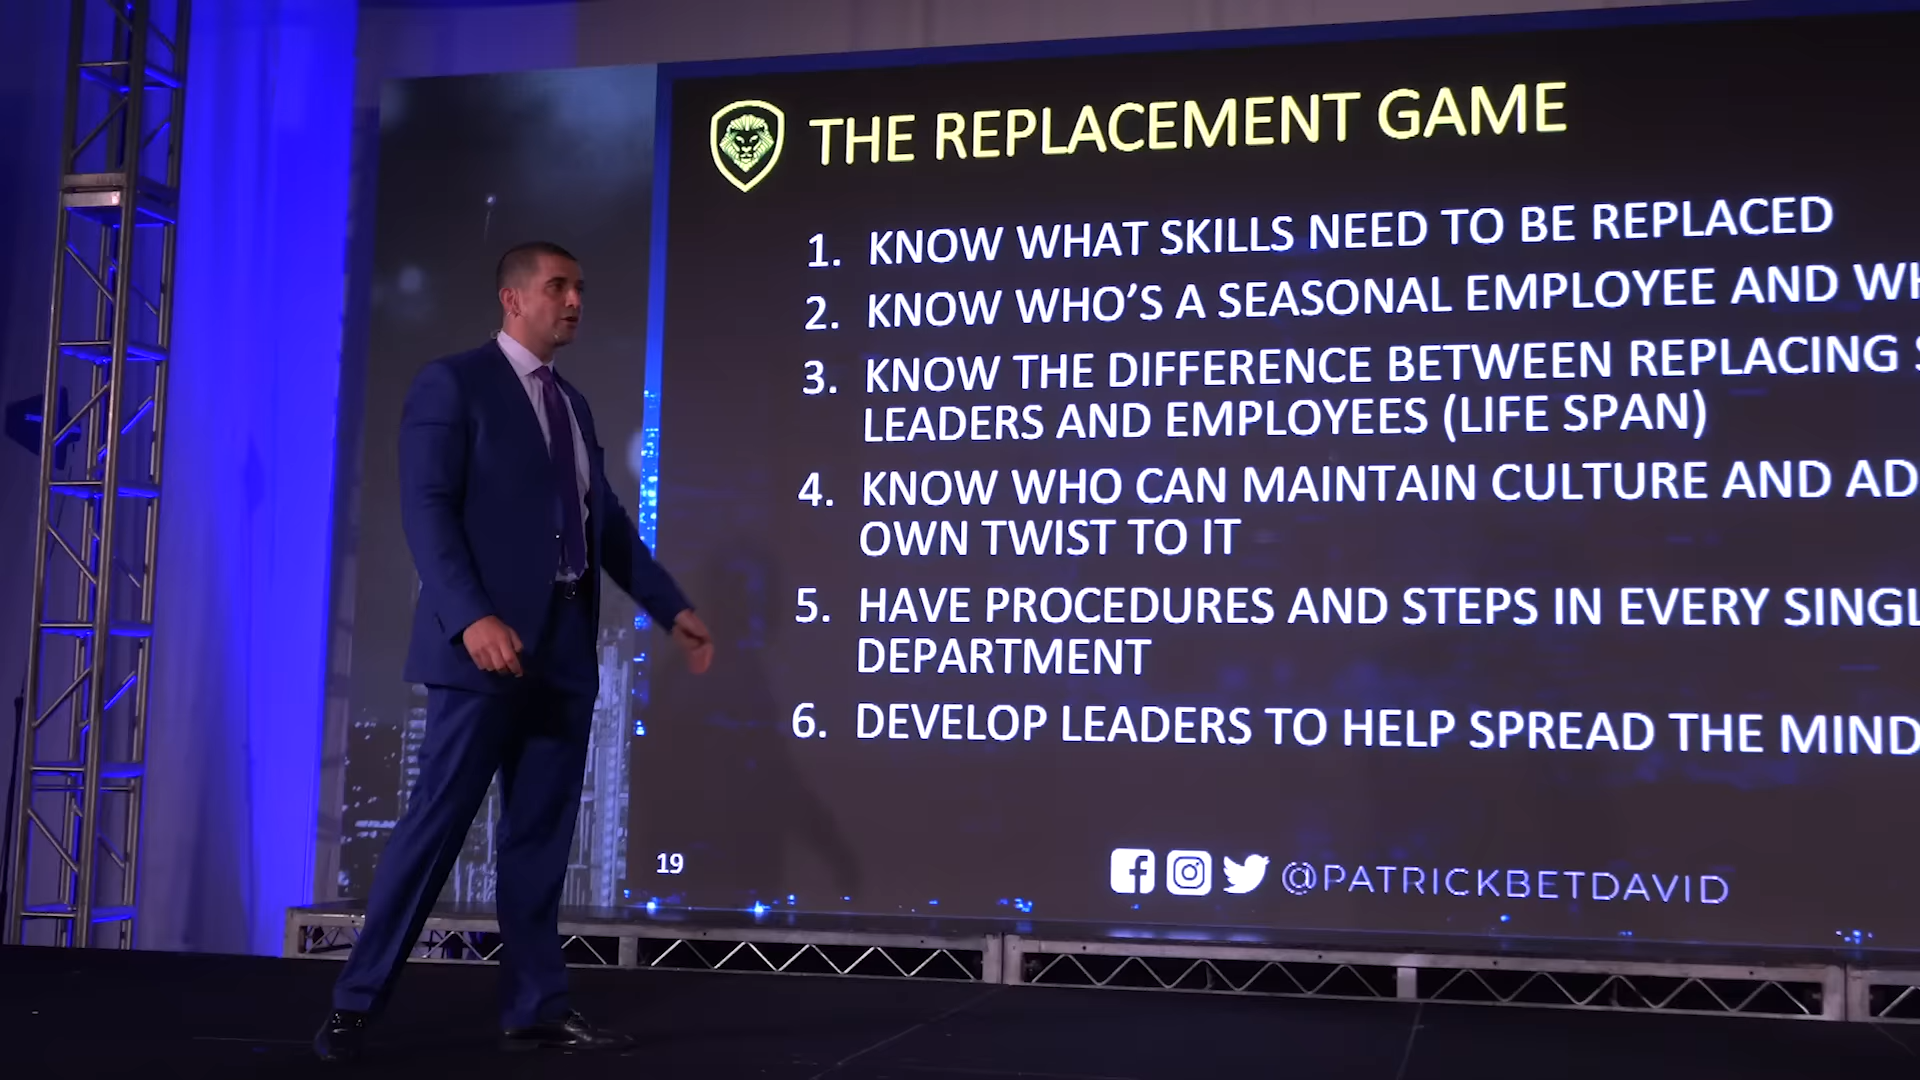 THE REPLACEMENT GAME
1. KNOW WHAT SKILLS NEED TO BE REPLACED
2. KNOW WHO'S A SEASONAL EMPLOYEE AND
3. KNOW THE DIFFERENCE BETWEEN REPLACING
LEADERS AND EMPLOYEES (LIFE SPAN)
4. KNOW WHO CAN MAINTAIN CULTURE AND
OWN TWIST TO IT
5. HAVE PROCEDURES AND STEPS IN EVERY
DEPARTMENT
6. DEVELOP LEADERS TO HELP SPREAD THE
19
@PATRICKBETDAVID